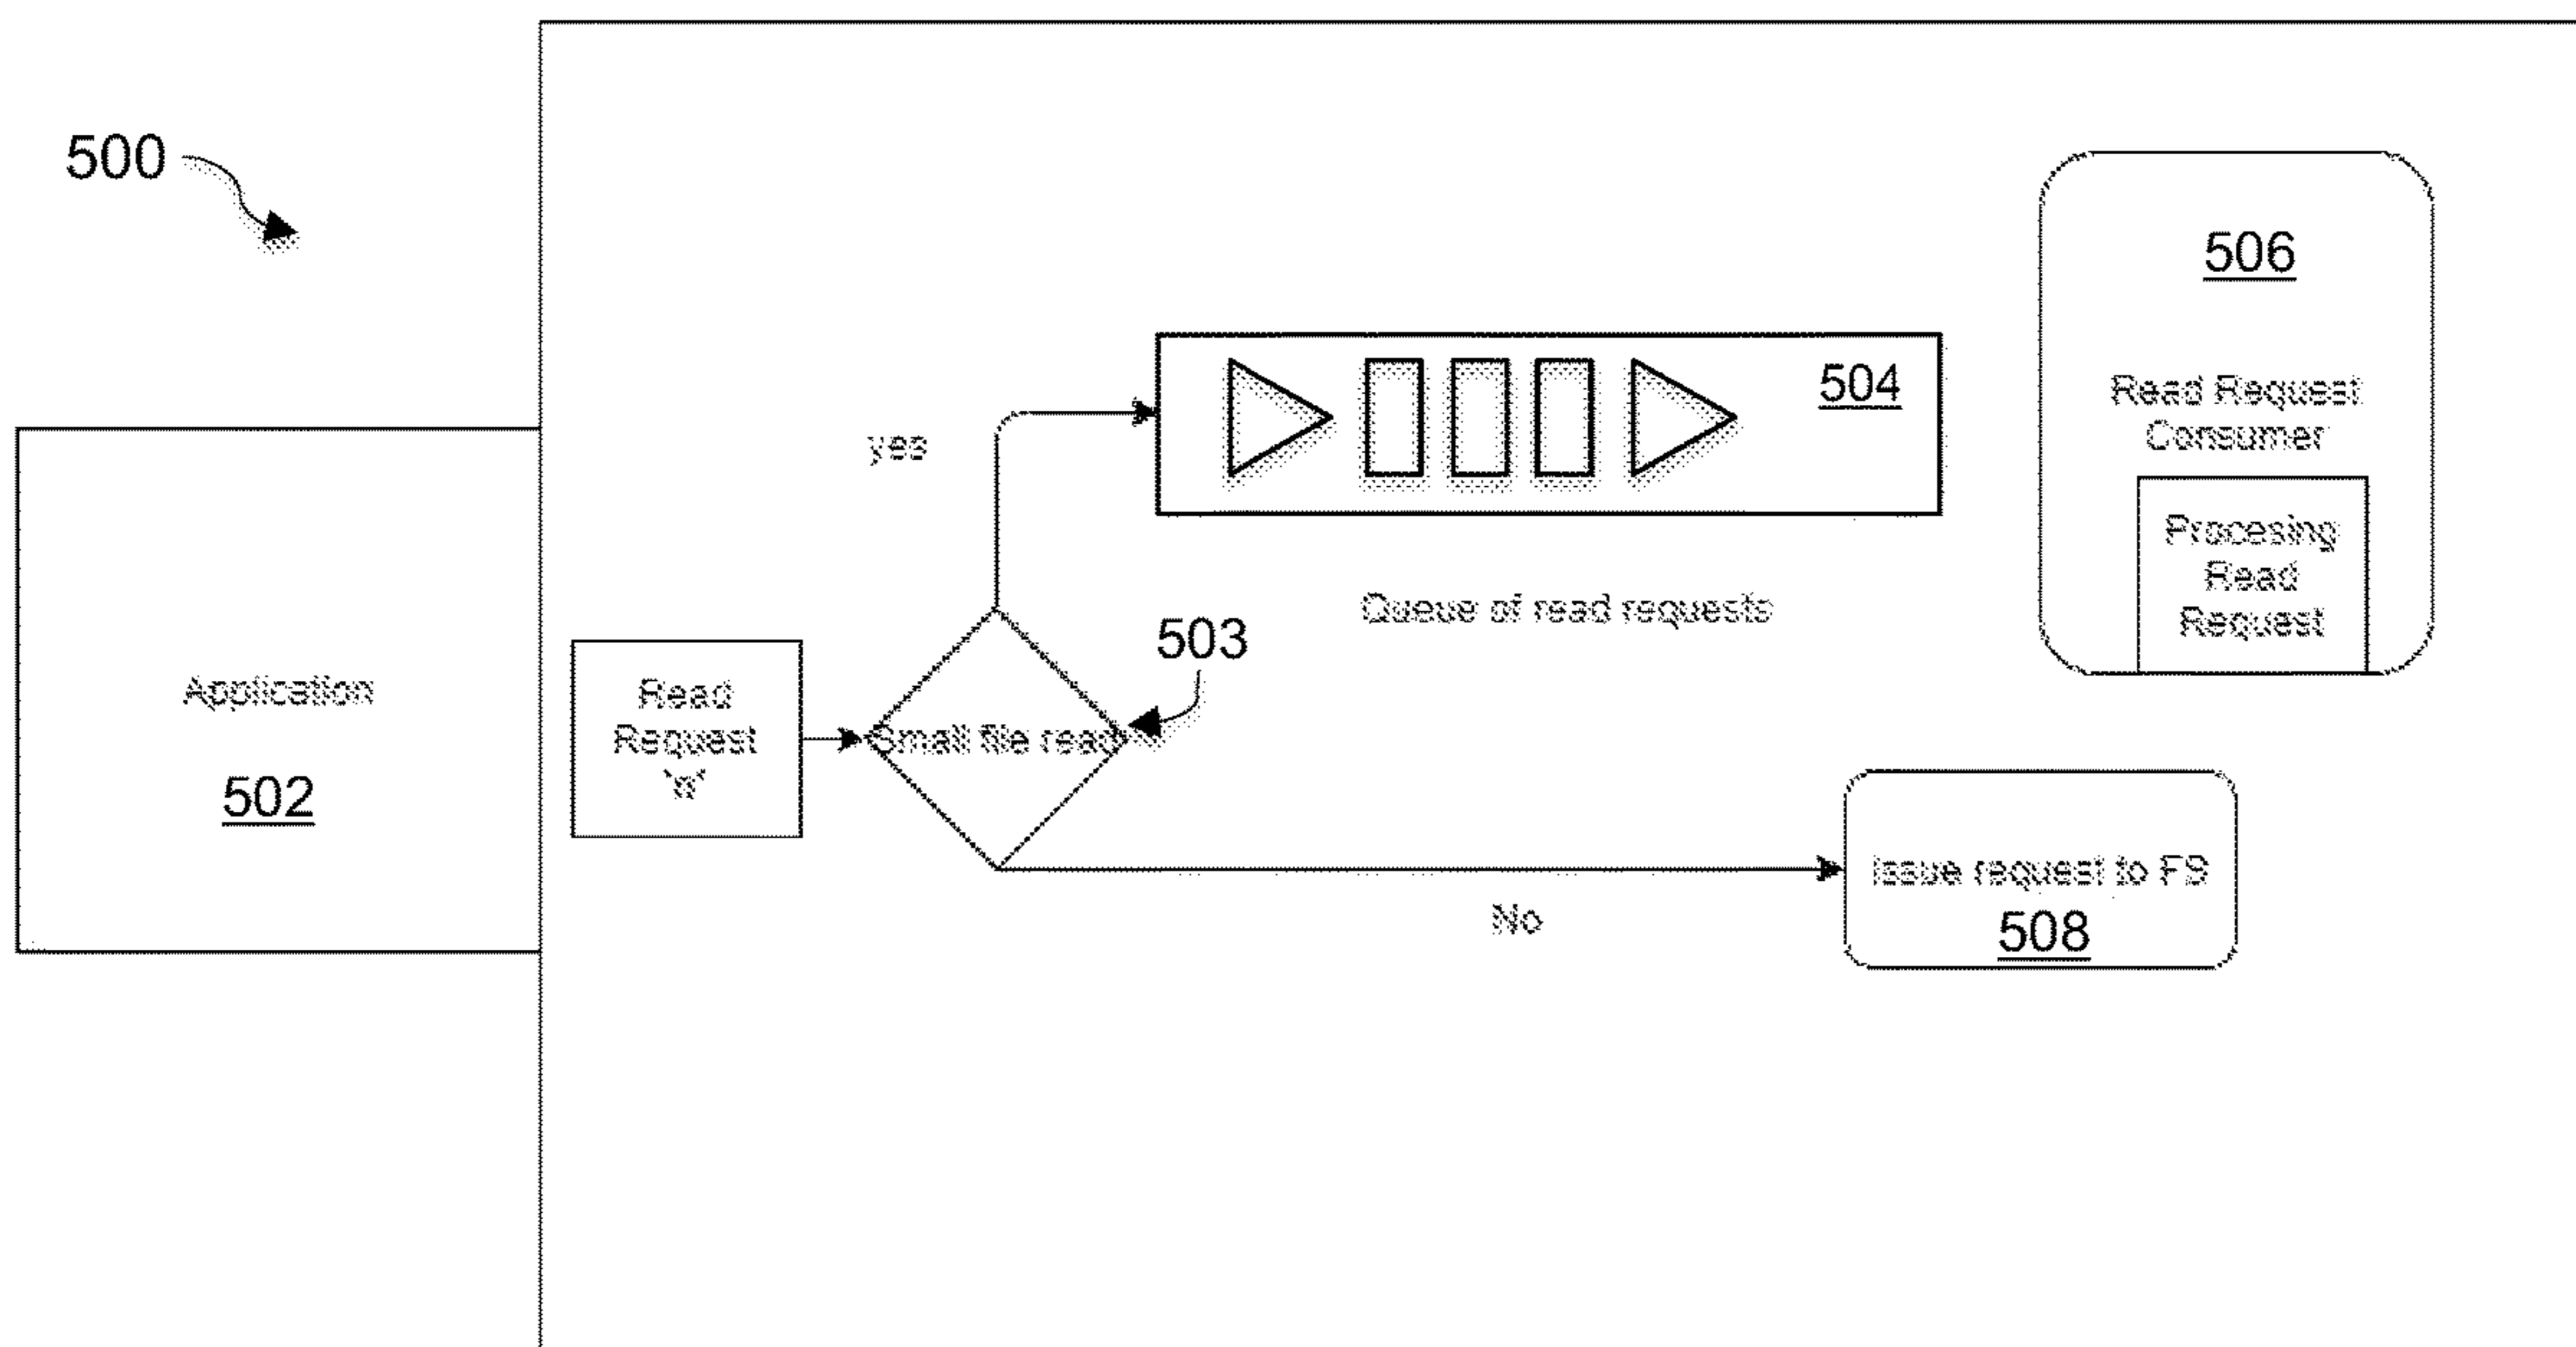 500
506
504
Read Request
Consumer
yes
Procesing
Read
Request
Queue of read requests
503
Application
502
Read
Request
'n'
Small file read
Issue request to FS
508
No